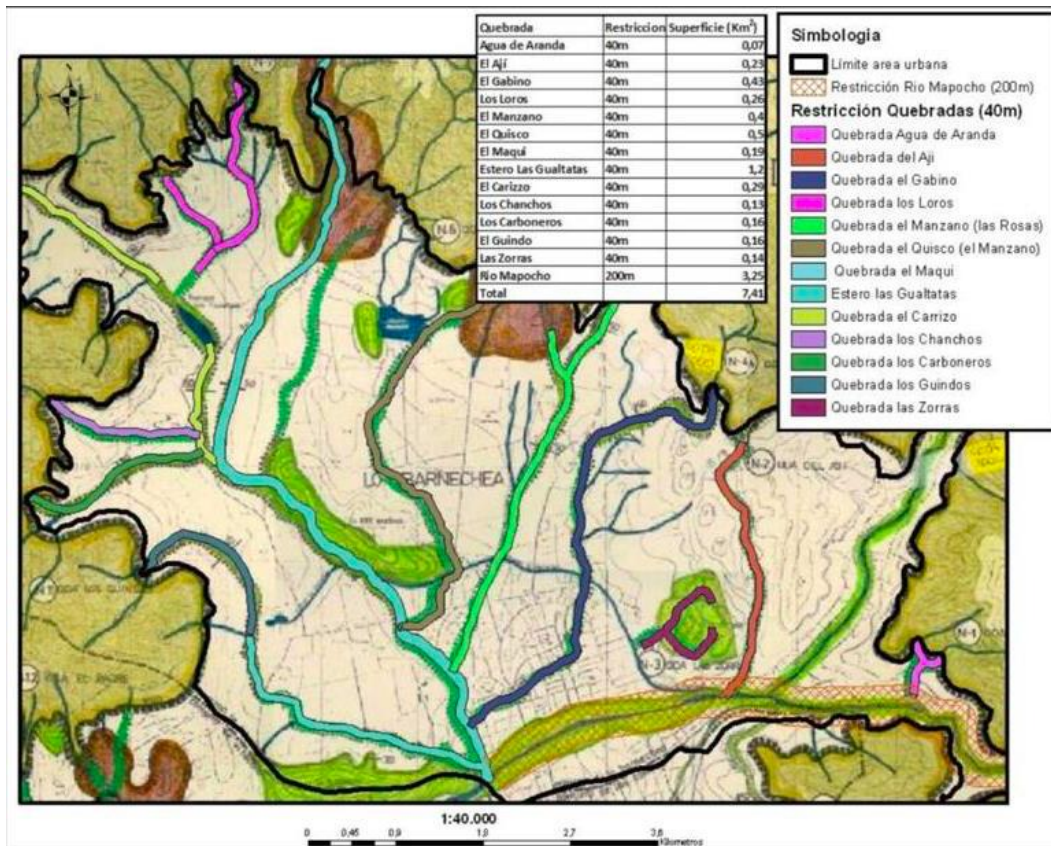 Quebrada Restriccion Superficie (Km²)
Agua de Aranda 40m 0,07
El Ají 40m 0,23
El Gabino 40m 0,43
Los Loros 40m 0,26
El Manzano 40m 0,4
El Quisco 40m 0,5
El Maqui 40m 0,19
Estero Las Gualtatas 40m 1,2
El Carizzo 40m 0,29
Los Chanchos 40m 0,13
Los Carboneros 40m 0,16
El Guindo 40m 0,16
Las Zorras 40m 0,14
Rio Mapocho 200m 3,25
Total 7,41
Simbologia
Límite area urbana
Restricción Rio Mapocho (200m)
Restricción Quebradas (40m)
Quebrada Agua de Aranda
Quebrada del Aji
Quebrada el Gabino
Quebrada los Loros
Quebrada el Manzano (las Rosas)
Quebrada el Quisco (el Manzano)
Quebrada el Maqui
Estero las Gualtatas
Quebrada el Carrizo
Quebrada los Chanchos
Quebrada los Carboneros
Quebrada los Guindos
Quebrada las Zorras
LO BARNECHEA
N-2
N-3
N-1
1:40.000
0 0,45 0,9 1,8 2,7 3,6
Kilometros